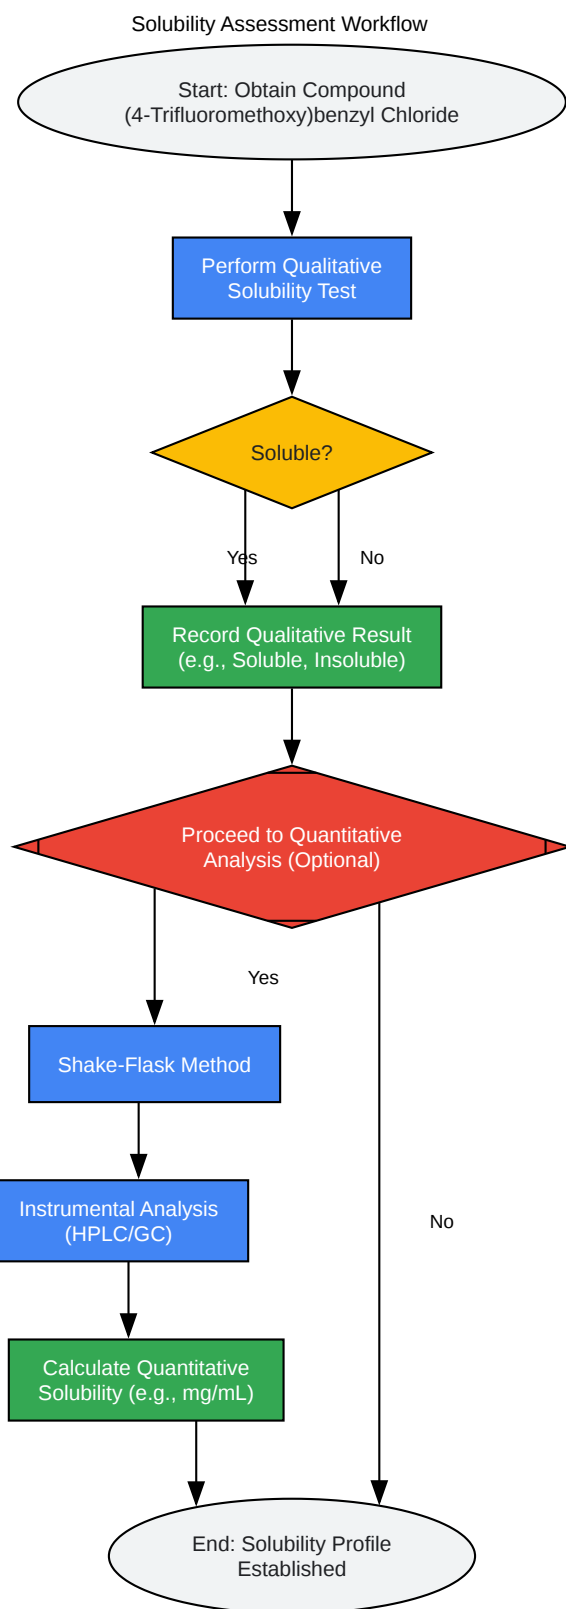 Solubility Assessment Workflow
Start: Obtain Compound
(4-Trifluoromethoxy)benzyl Chloride
Perform Qualitative
Solubility Test
Soluble?
Yes
No
Record Qualitative Result
(e.g., Soluble, Insoluble)
Proceed to Quantitative
Analysis (Optional)
Yes
Shake-Flask Method
Instrumental Analysis
(HPLC/GC)
No
Calculate Quantitative
Solubility (e.g., mg/mL)
End: Solubility Profile
Established